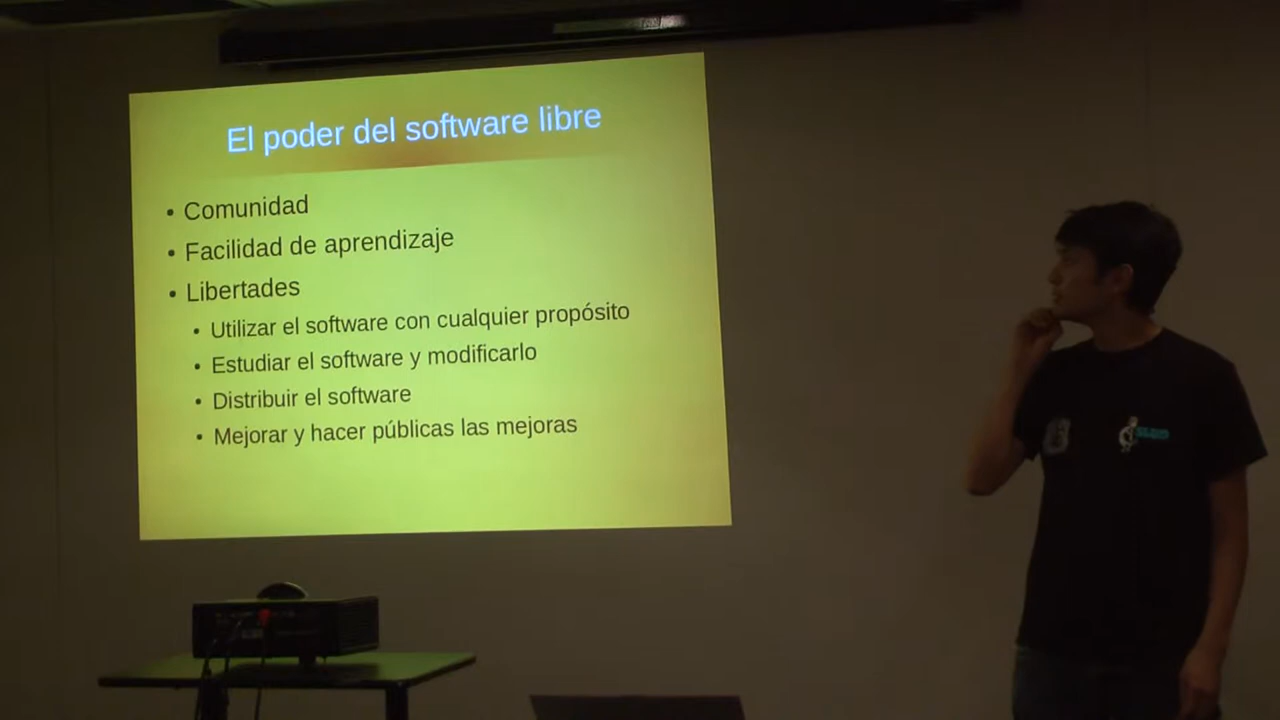 El poder del software libre
• Comunidad
• Facilidad de aprendizaje
• Libertades
• Utilizar el software con cualquier propósito
• Estudiar el software y modificarlo
• Distribuir el software
• Mejorar y hacer públicas las mejoras